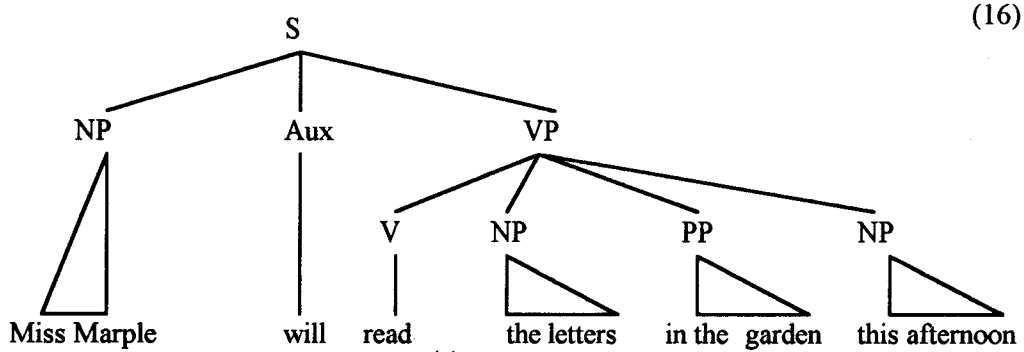 (16)
S
NP Aux VP
V NP PP NP
Miss Marple will read the letters in the garden this afternoon